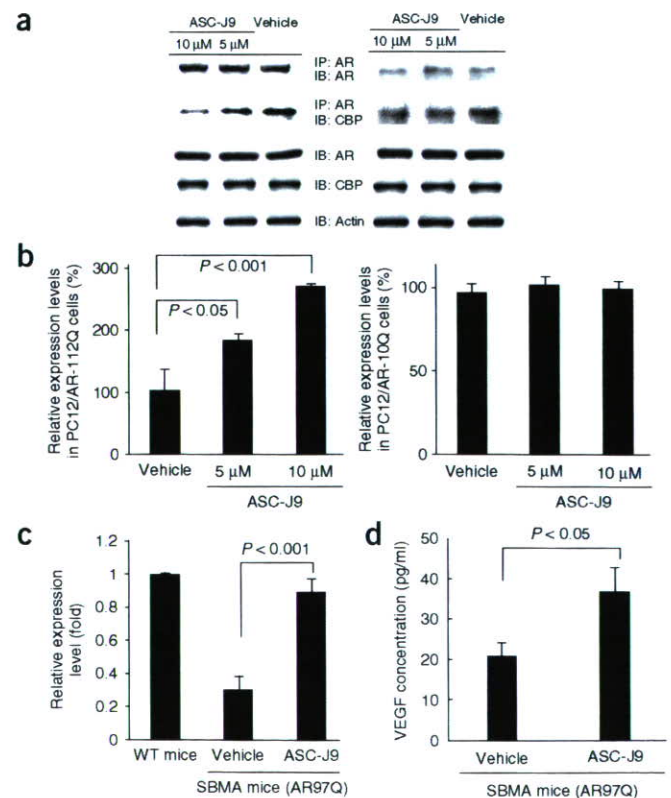 a
ASC-J9 Vehicle
10 µM 5 µM
ASC-J9 Vehicle
10 µM 5 µM
IP: AR
IB: AR
IP: AR
IB: CBP
IB: AR
IB: CBP
IB: Actin
b
Relative expression levels
in PC12/AR-112Q cells (%)
300
200
100
0
P < 0.001
P < 0.05
Vehicle 5 µM 10 µM
ASC-J9
Relative expression levels
in PC12/AR-10Q cells (%)
100
50
0
Vehicle 5 µM 10 µM
ASC-J9
c
Relative expression
level (fold)
1.2
1
0.8
0.6
0.4
0.2
0
P < 0.001
WT mice Vehicle ASC-J9
SBMA mice (AR97Q)
d
VEGF concentration (pg/ml)
50
40
30
20
10
0
P < 0.05
Vehicle ASC-J9
SBMA mice (AR97Q)